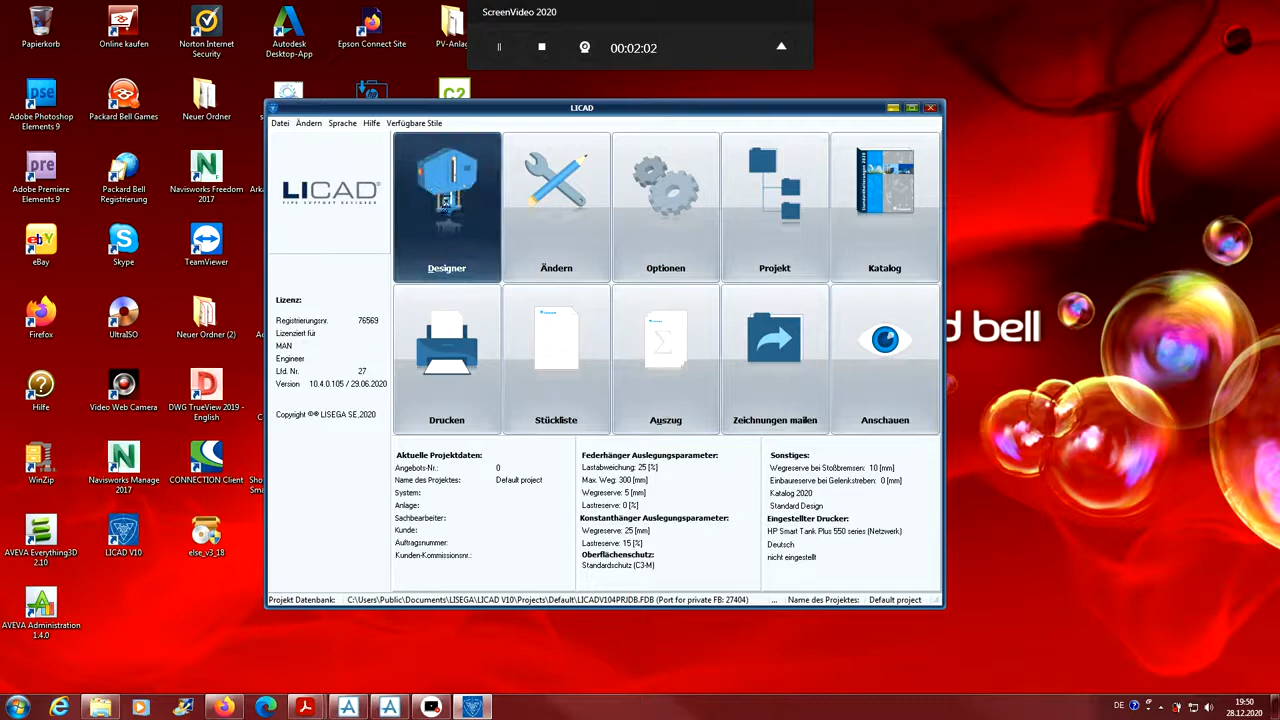 ScreenVideo 2020
00:02:02
Papierkorb
Online kaufen
Norton Internet
Security
Autodesk
Desktop-App
Epson Connect Site
PV-Anlag
Adobe Photoshop
Elements 9
Packard Bell Games
Neuer Ordner
Adobe Premiere
Elements 9
Packard Bell
Registrierung
Navisworks Freedom
2017
eBay
Skype
TeamViewer
Firefox
UltraISO
Neuer Ordner (2)
Hilfe
Video Web Camera
DWG TrueView 2019 -
English
WinZip
Navisworks Manage
2017
CONNECTION Client
AVEVA Everything3D
2.10
LICAD V10
else_v3_18
AVEVA Administration
1.4.0
LICAD
Datei Ändern Sprache Hilfe Verfügbare Stile
LICAD®
PIPE SUPPORT DESIGNER
Designer
Ändern
Optionen
Projekt
Katalog
Lizenz:
Registrierungsnr. 76569
Lizenziert für
MAN
Engineer
Lfd. Nr. 27
Version 10.4.0.105 / 29.06.2020
Copyright ©® LISEGA SE,2020
Drucken
Stückliste
Auszug
Zeichnungen mailen
Anschauen
Aktuelle Projektdaten:
Angebots-Nr.: 0
Name des Projektes: Default project
System:
Anlage:
Sachbearbeiter:
Kunde:
Auftragsnummer:
Kunden-Kommissionsnr.:
Federhänger Auslegungsparameter:
Lastabweichung: 25 [%]
Max. Weg: 300 [mm]
Wegreserve: 5 [mm]
Lastreserve: 0 [%]
Konstanthänger Auslegungsparameter:
Wegreserve: 25 [mm]
Lastreserve: 15 [%]
Oberflächenschutz:
Standardschutz (C3-M)
Sonstiges:
Wegreserve bei Stoßbremsen: 10 [mm]
Einbaureserve bei Gelenkstreben: 0 [mm]
Katalog 2020
Standard Design
Eingestellter Drucker:
HP Smart Tank Plus 550 series (Netzwerk)
Deutsch
nicht eingestellt
Projekt Datenbank: C:\Users\Public\Documents\LISEGA\LICAD V10\Projects\Default\LICADV104PRJDB.FDB (Port for private FB: 27404) ... Name des Projektes: Default project
d bell
DE
19:50
28.12.2020